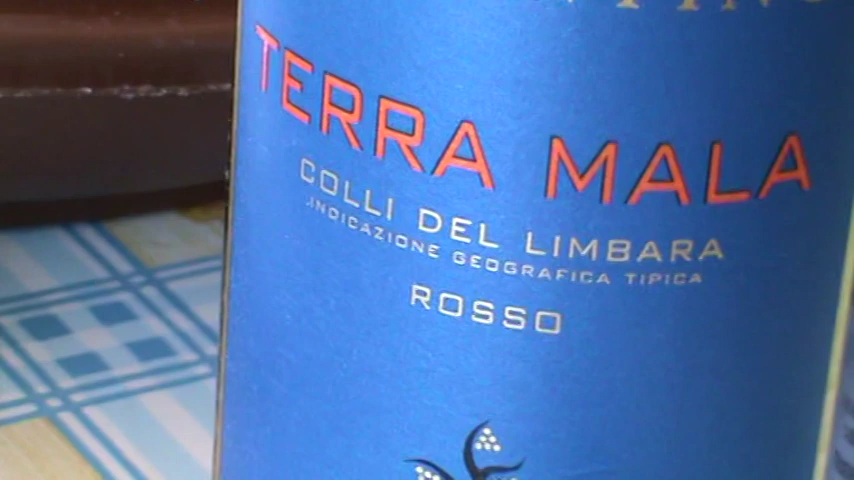 TERRA MALA
COLLI DEL LIMBARA
INDICAZIONE GEOGRAFICA TIPICA
ROSSO